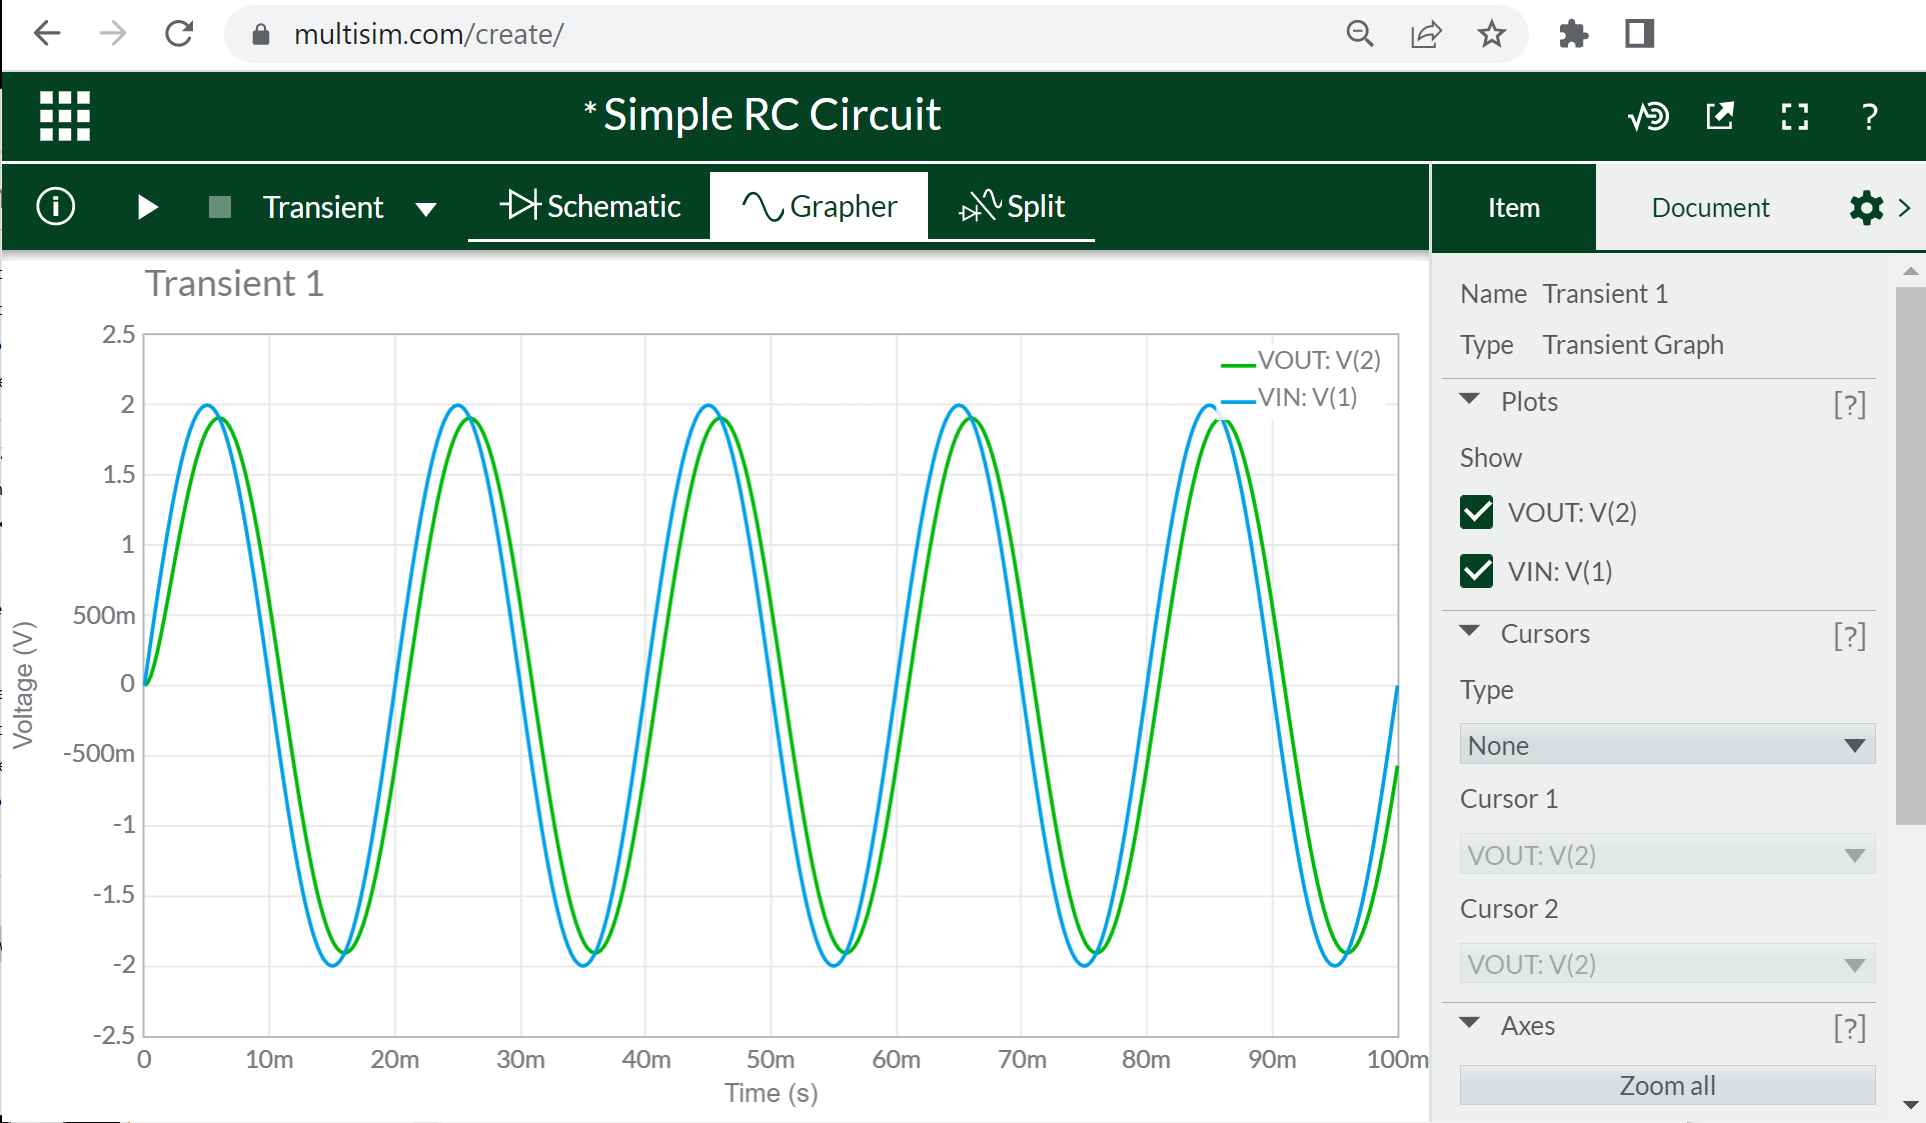 multisim.com/create/
* Simple RC Circuit
?
i
Transient
Schematic
Grapher
Split
Item
Document
Transient 1
2.5
2
1.5
1
500m
0
-500m
-1
-1.5
-2
-2.5
Voltage (V)
VOUT: V(2)
VIN: V(1)
0 10m 20m 30m 40m 50m 60m 70m 80m 90m 100m
Time (s)
Name Transient 1
Type Transient Graph
Plots [?]
Show
VOUT: V(2)
VIN: V(1)
Cursors [?]
Type
None
Cursor 1
VOUT: V(2)
Cursor 2
VOUT: V(2)
Axes [?]
Zoom all